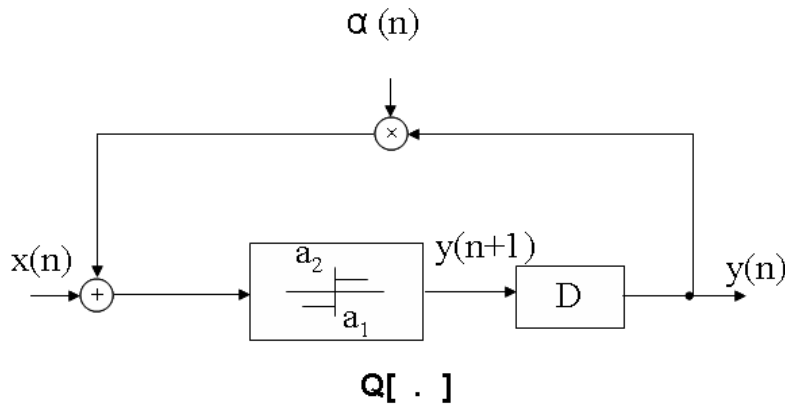 α (n)
×
x(n)
+
a₂
a₁
y(n+1)
D
y(n)
Q[ . ]